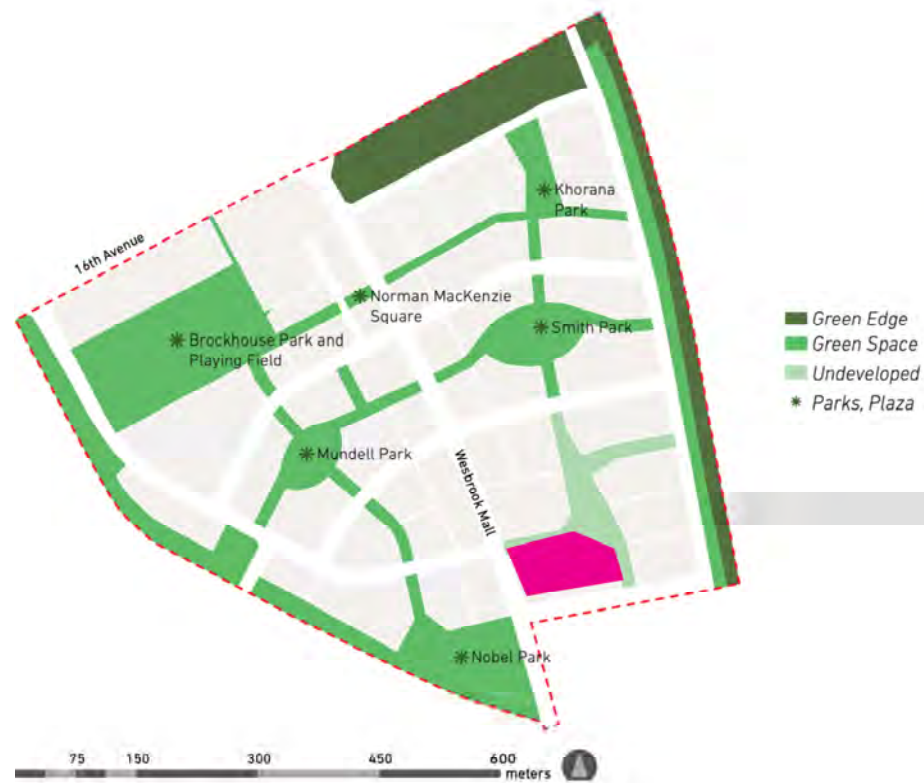 16th Avenue
Khorana
Park
Norman MacKenzie
Square
Brockhouse Park and
Playing Field
Smith Park
Mundell Park
Wesbrook Mall
Nobel Park
Green Edge
Green Space
Undeveloped
Parks, Plaza
75 150 300 450 600
meters